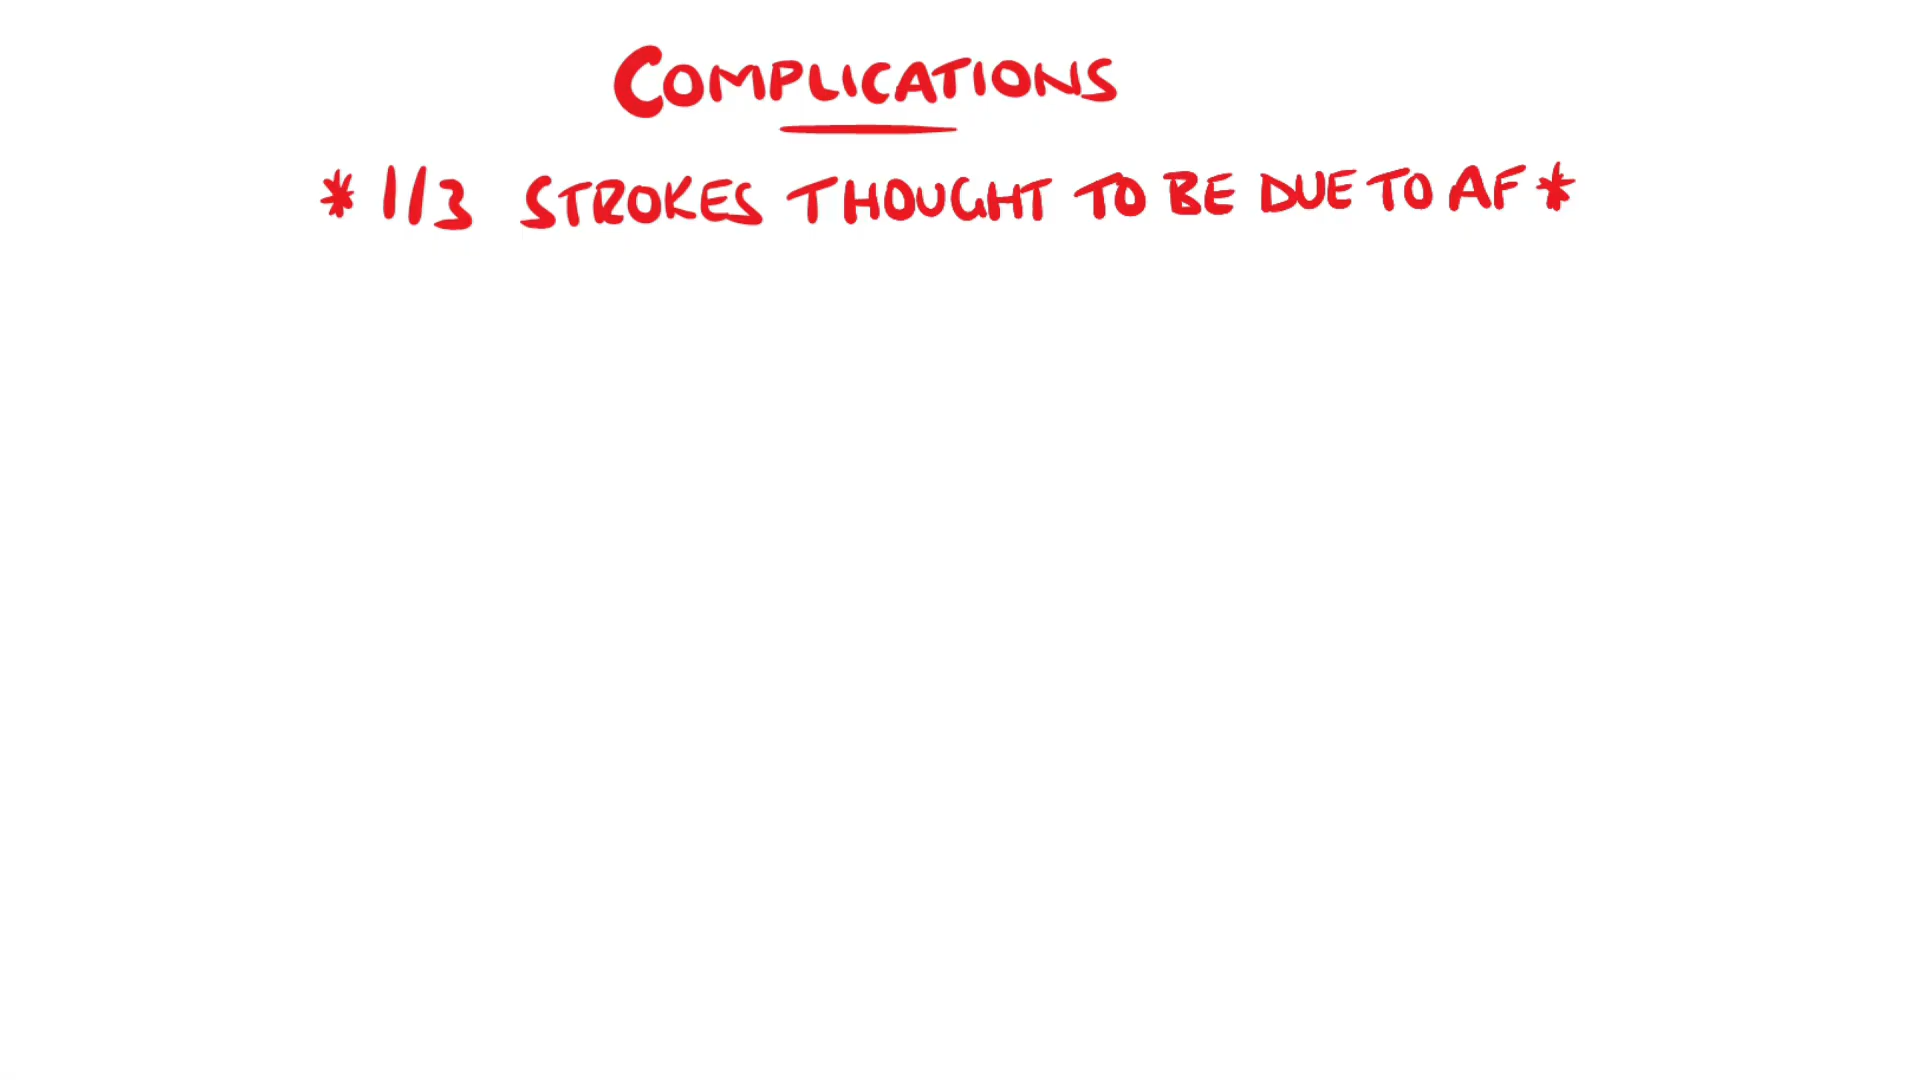 COMPLICATIONS
* 1/3 STROKES THOUGHT TO BE DUE TO AF *